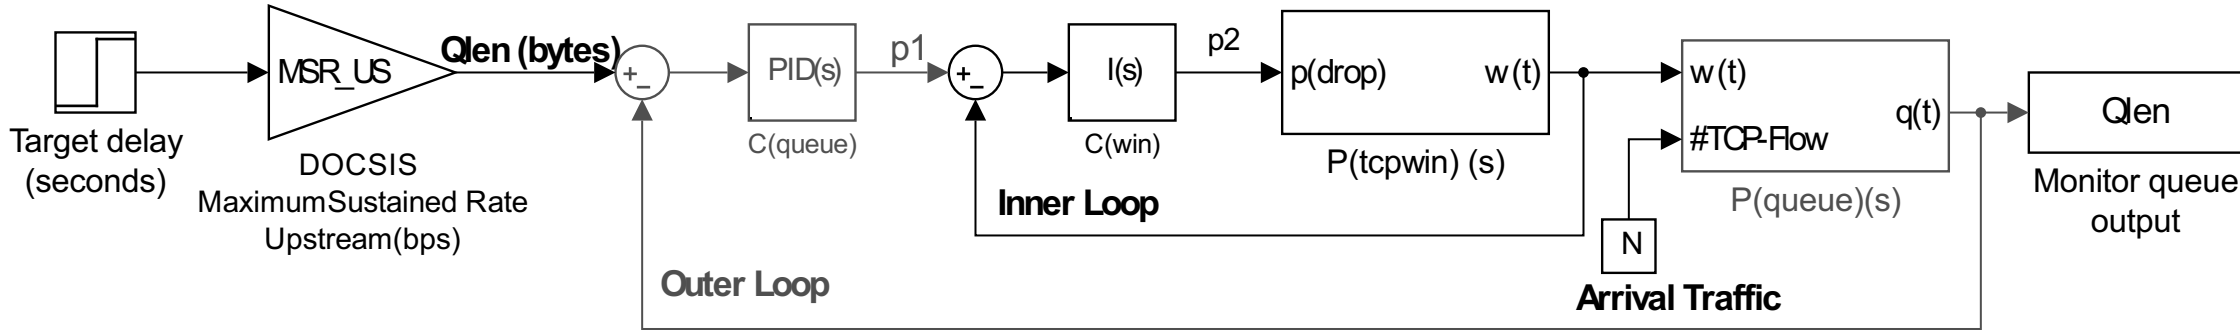 Target delay
(seconds)
MSR_US
DOCSIS
MaximumSustained Rate
Upstream(bps)
Qlen (bytes)
+
−
PID(s)
C(queue)
p1
+
−
I(s)
C(win)
p2
p(drop)
w(t)
P(tcpwin) (s)
Inner Loop
Outer Loop
w(t)
#TCP-Flow
q(t)
P(queue)(s)
N
Arrival Traffic
Qlen
Monitor queue
output